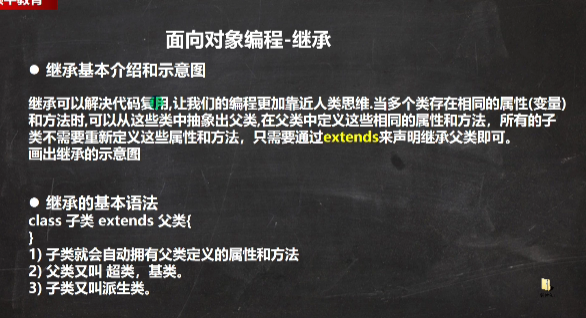 面向对象编程-继承
● 继承基本介绍和示意图
继承可以解决代码复用,让我们的编程更加靠近人类思维.当多个类存在相同的属性(变量)
和方法时,可以从这些类中抽象出父类,在父类中定义这些相同的属性和方法，所有的子
类不需要重新定义这些属性和方法，只需要通过extends来声明继承父类即可。
画出继承的示意图
● 继承的基本语法
class 子类 extends 父类{
}
1) 子类就会自动拥有父类定义的属性和方法
2) 父类又叫 超类，基类。
3) 子类又叫派生类。